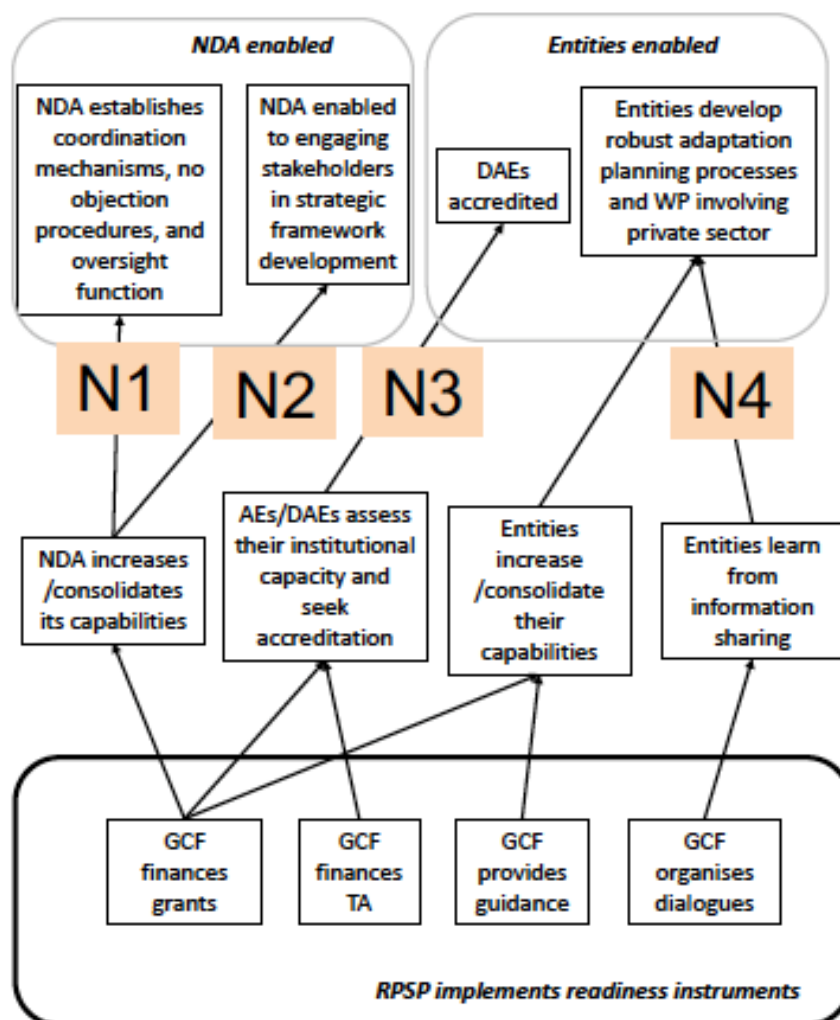 NDA enabled
Entities enabled
NDA establishes
coordination
mechanisms, no
objection
procedures, and
oversight
function
NDA enabled
to engaging
stakeholders
in strategic
framework
development
DAEs
accredited
Entities develop
robust adaptation
planning processes
and WP involving
private sector
N1
N2
N3
N4
NDA increases
/consolidates
its capabilities
AEs/DAEs assess
their institutional
capacity and
seek
accreditation
Entities
increase
/consolidate
their
capabilities
Entities learn
from
information
sharing
GCF
finances
grants
GCF
finances
TA
GCF
provides
guidance
GCF
organises
dialogues
RPSP implements readiness instruments